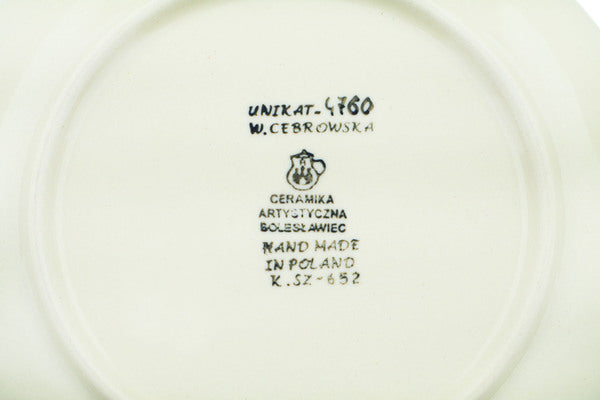 UNIKAT-4760
W.CEBROWSKA
CERAMIKA
ARTYSTYCZNA
BOLESŁAWIEC
HAND MADE
IN POLAND
K.SZ-652